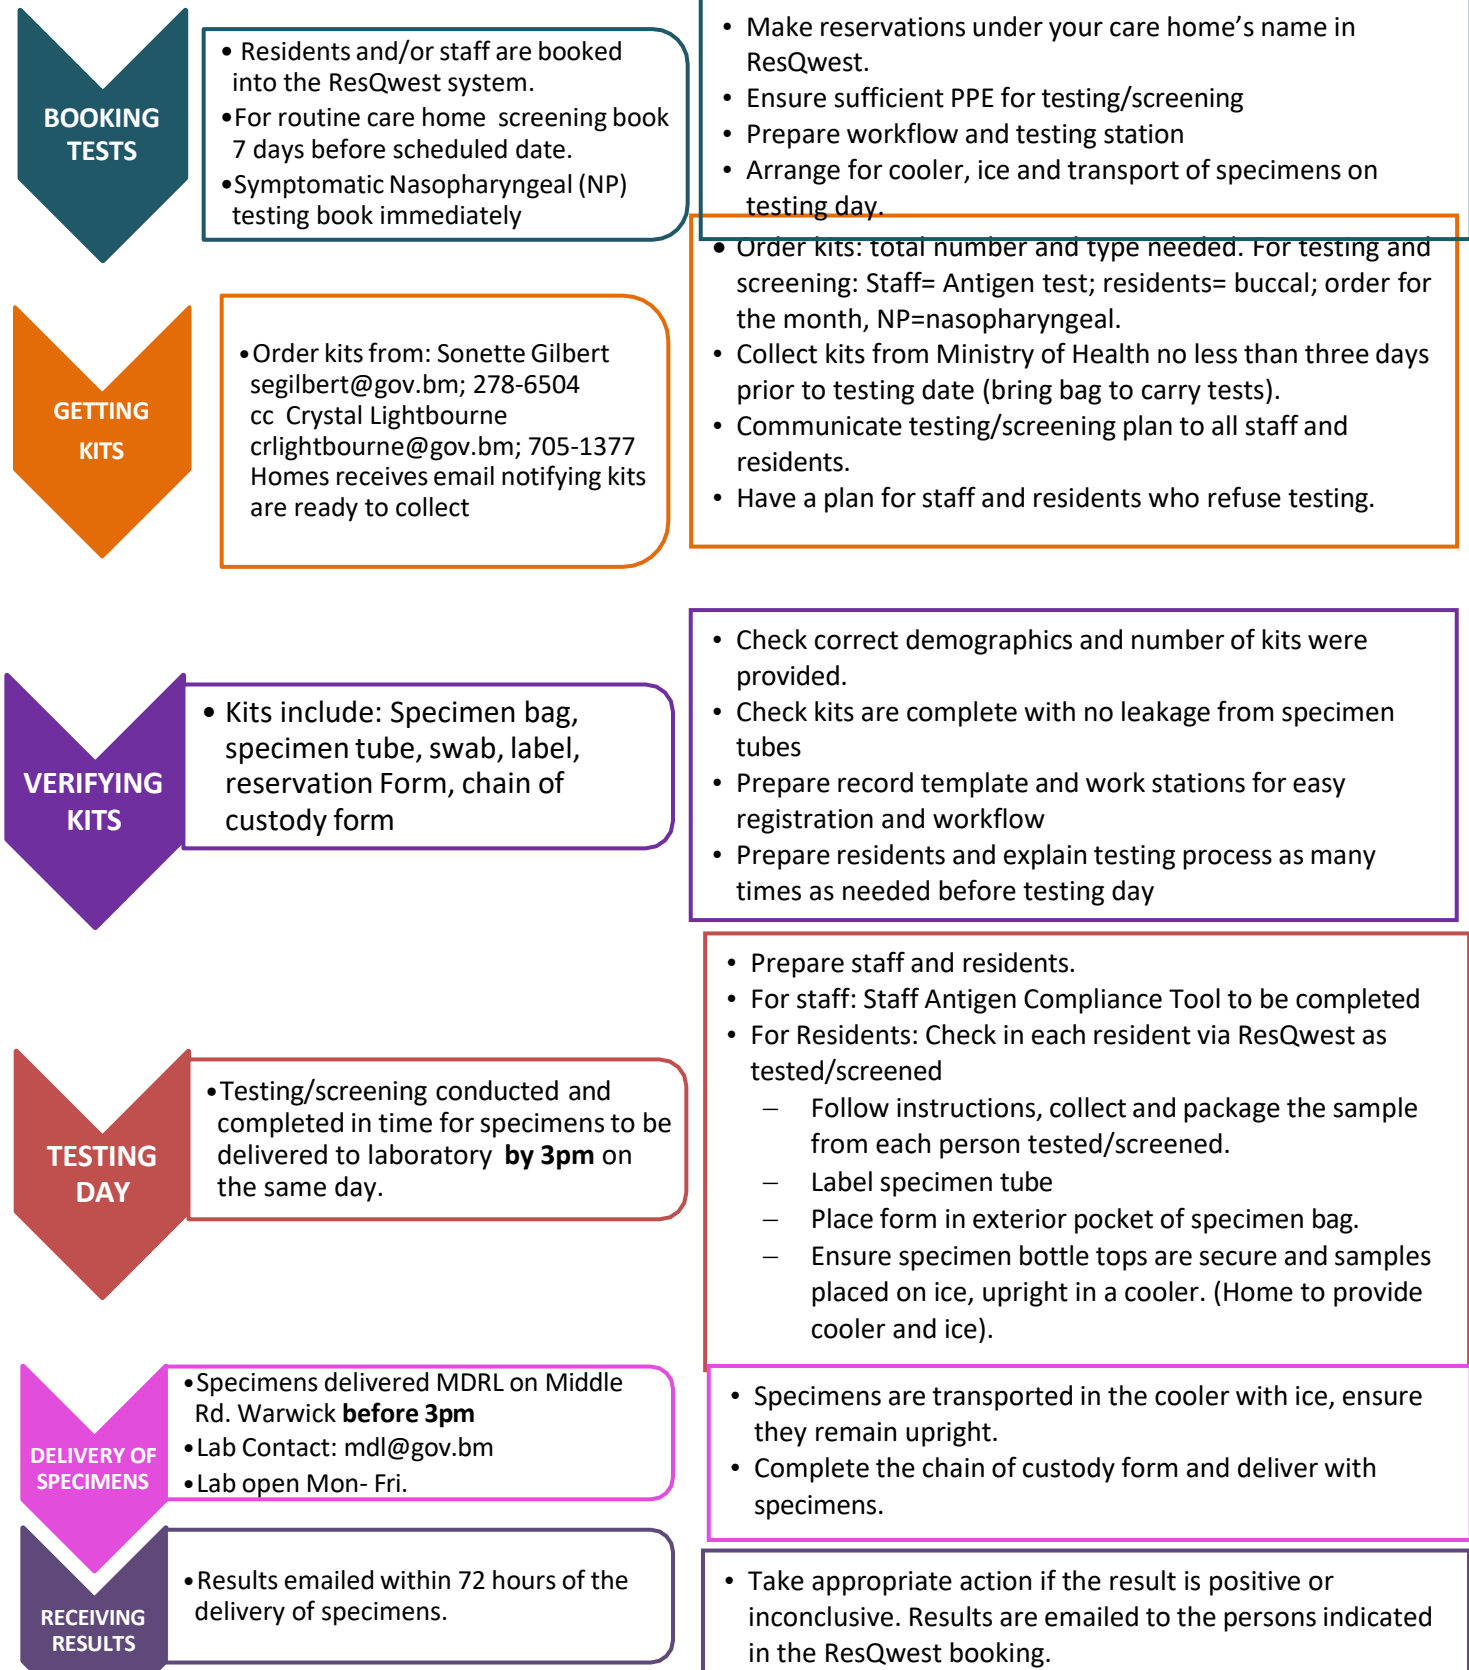 BOOKING
TESTS
• Residents and/or staff are booked
into the ResQwest system.
•For routine care home screening book
7 days before scheduled date.
•Symptomatic Nasopharyngeal (NP)
testing book immediately
• Make reservations under your care home’s name in
ResQwest.
• Ensure sufficient PPE for testing/screening
• Prepare workflow and testing station
• Arrange for cooler, ice and transport of specimens on
testing day.
GETTING
KITS
•Order kits from: Sonette Gilbert
segilbert@gov.bm; 278-6504
cc Crystal Lightbourne
crlightbourne@gov.bm; 705-1377
Homes receives email notifying kits
are ready to collect
• Order kits: total number and type needed. For testing and
screening: Staff= Antigen test; residents= buccal; order for
the month, NP=nasopharyngeal.
• Collect kits from Ministry of Health no less than three days
prior to testing date (bring bag to carry tests).
• Communicate testing/screening plan to all staff and
residents.
• Have a plan for staff and residents who refuse testing.
VERIFYING
KITS
• Kits include: Specimen bag,
specimen tube, swab, label,
reservation Form, chain of
custody form
• Check correct demographics and number of kits were
provided.
• Check kits are complete with no leakage from specimen
tubes
• Prepare record template and work stations for easy
registration and workflow
• Prepare residents and explain testing process as many
times as needed before testing day
TESTING
DAY
•Testing/screening conducted and
completed in time for specimens to be
delivered to laboratory by 3pm on
the same day.
• Prepare staff and residents.
• For staff: Staff Antigen Compliance Tool to be completed
• For Residents: Check in each resident via ResQwest as
tested/screened
– Follow instructions, collect and package the sample
from each person tested/screened.
– Label specimen tube
– Place form in exterior pocket of specimen bag.
– Ensure specimen bottle tops are secure and samples
placed on ice, upright in a cooler. (Home to provide
cooler and ice).
DELIVERY OF
SPECIMENS
•Specimens delivered MDRL on Middle
Rd. Warwick before 3pm
•Lab Contact: mdl@gov.bm
•Lab open Mon- Fri.
• Specimens are transported in the cooler with ice, ensure
they remain upright.
• Complete the chain of custody form and deliver with
specimens.
RECEIVING
RESULTS
•Results emailed within 72 hours of the
delivery of specimens.
• Take appropriate action if the result is positive or
inconclusive. Results are emailed to the persons indicated
in the ResQwest booking.